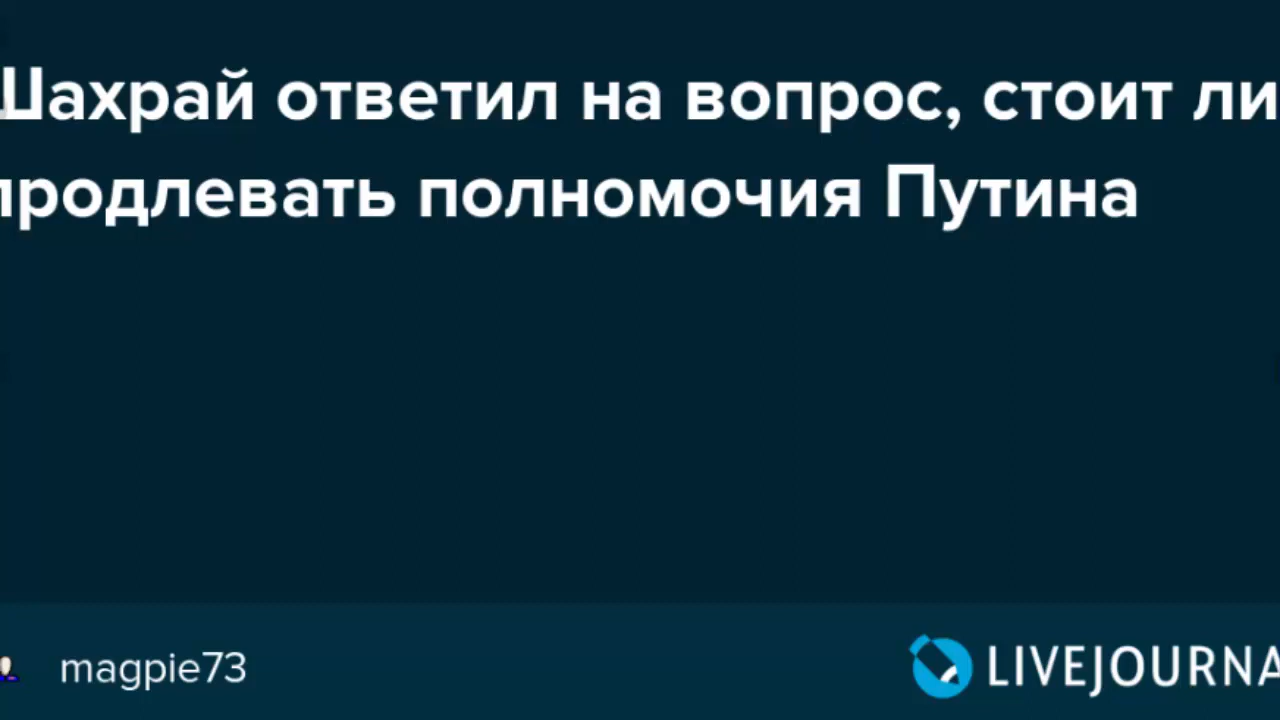 Шахрай ответил на вопрос, стоит ли
продлевать полномочия Путина
magpie73
LIVEJOURNA